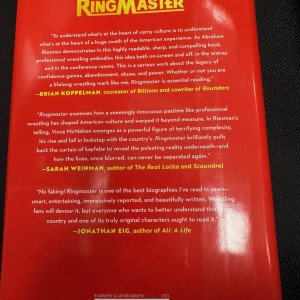 RINGMASTER
"To understand what's at the heart of carny culture is to understand
what's at the heart of a huge swath of the American experience. As Abraham
Riesman demonstrates in this highly readable, sharp, and compelling book,
professional wrestling embodies this idea both on-screen and off, in the arenas
and in the conference rooms. This is a serious work about the legacy of
confidence games, abandonment, abuse, and power. Whether or not you are
a lifelong wrestling mark like me, Ringmaster is essential reading."
—BRIAN KOPPELMAN, cocreator of Billions and cowriter of Rounders
"Ringmaster examines how a seemingly innocuous pastime like professional
wrestling has shaped American culture and warped it beyond measure. In Riesman's
telling, Vince McMahon emerges as a powerful figure of terrifying complexity,
his rise and fall in lockstep with the country's. Ringmaster brilliantly pulls
back the curtain of kayfabe to reveal the pulsating reality underneath—and
how the lines, once blurred, can never be separated again."
—SARAH WEINMAN, author of The Real Lolita and Scoundrel
"No faking! Ringmaster is one of the best biographies I've read in years—
smart, entertaining, impressively reported, and beautifully written. Wrestling
fans will devour it, but everyone who wants to better understand this
country and one of its truly original characters ought to read it."
—JONATHAN EIG, author of Ali: A Life
BIOGRAPHY & AUTOBIOGRAPHY